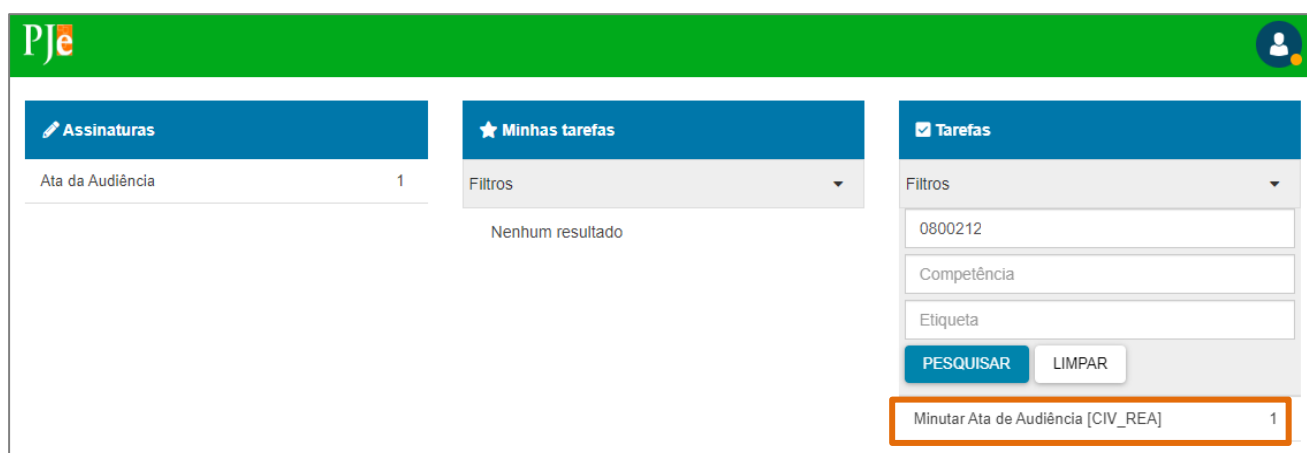 PJe
Assinaturas
Ata da Audiência 1
Minhas tarefas
Filtros
Nenhum resultado
Tarefas
Filtros
0800212
Competência
Etiqueta
PESQUISAR LIMPAR
Minutar Ata de Audiência [CIV_REA] 1